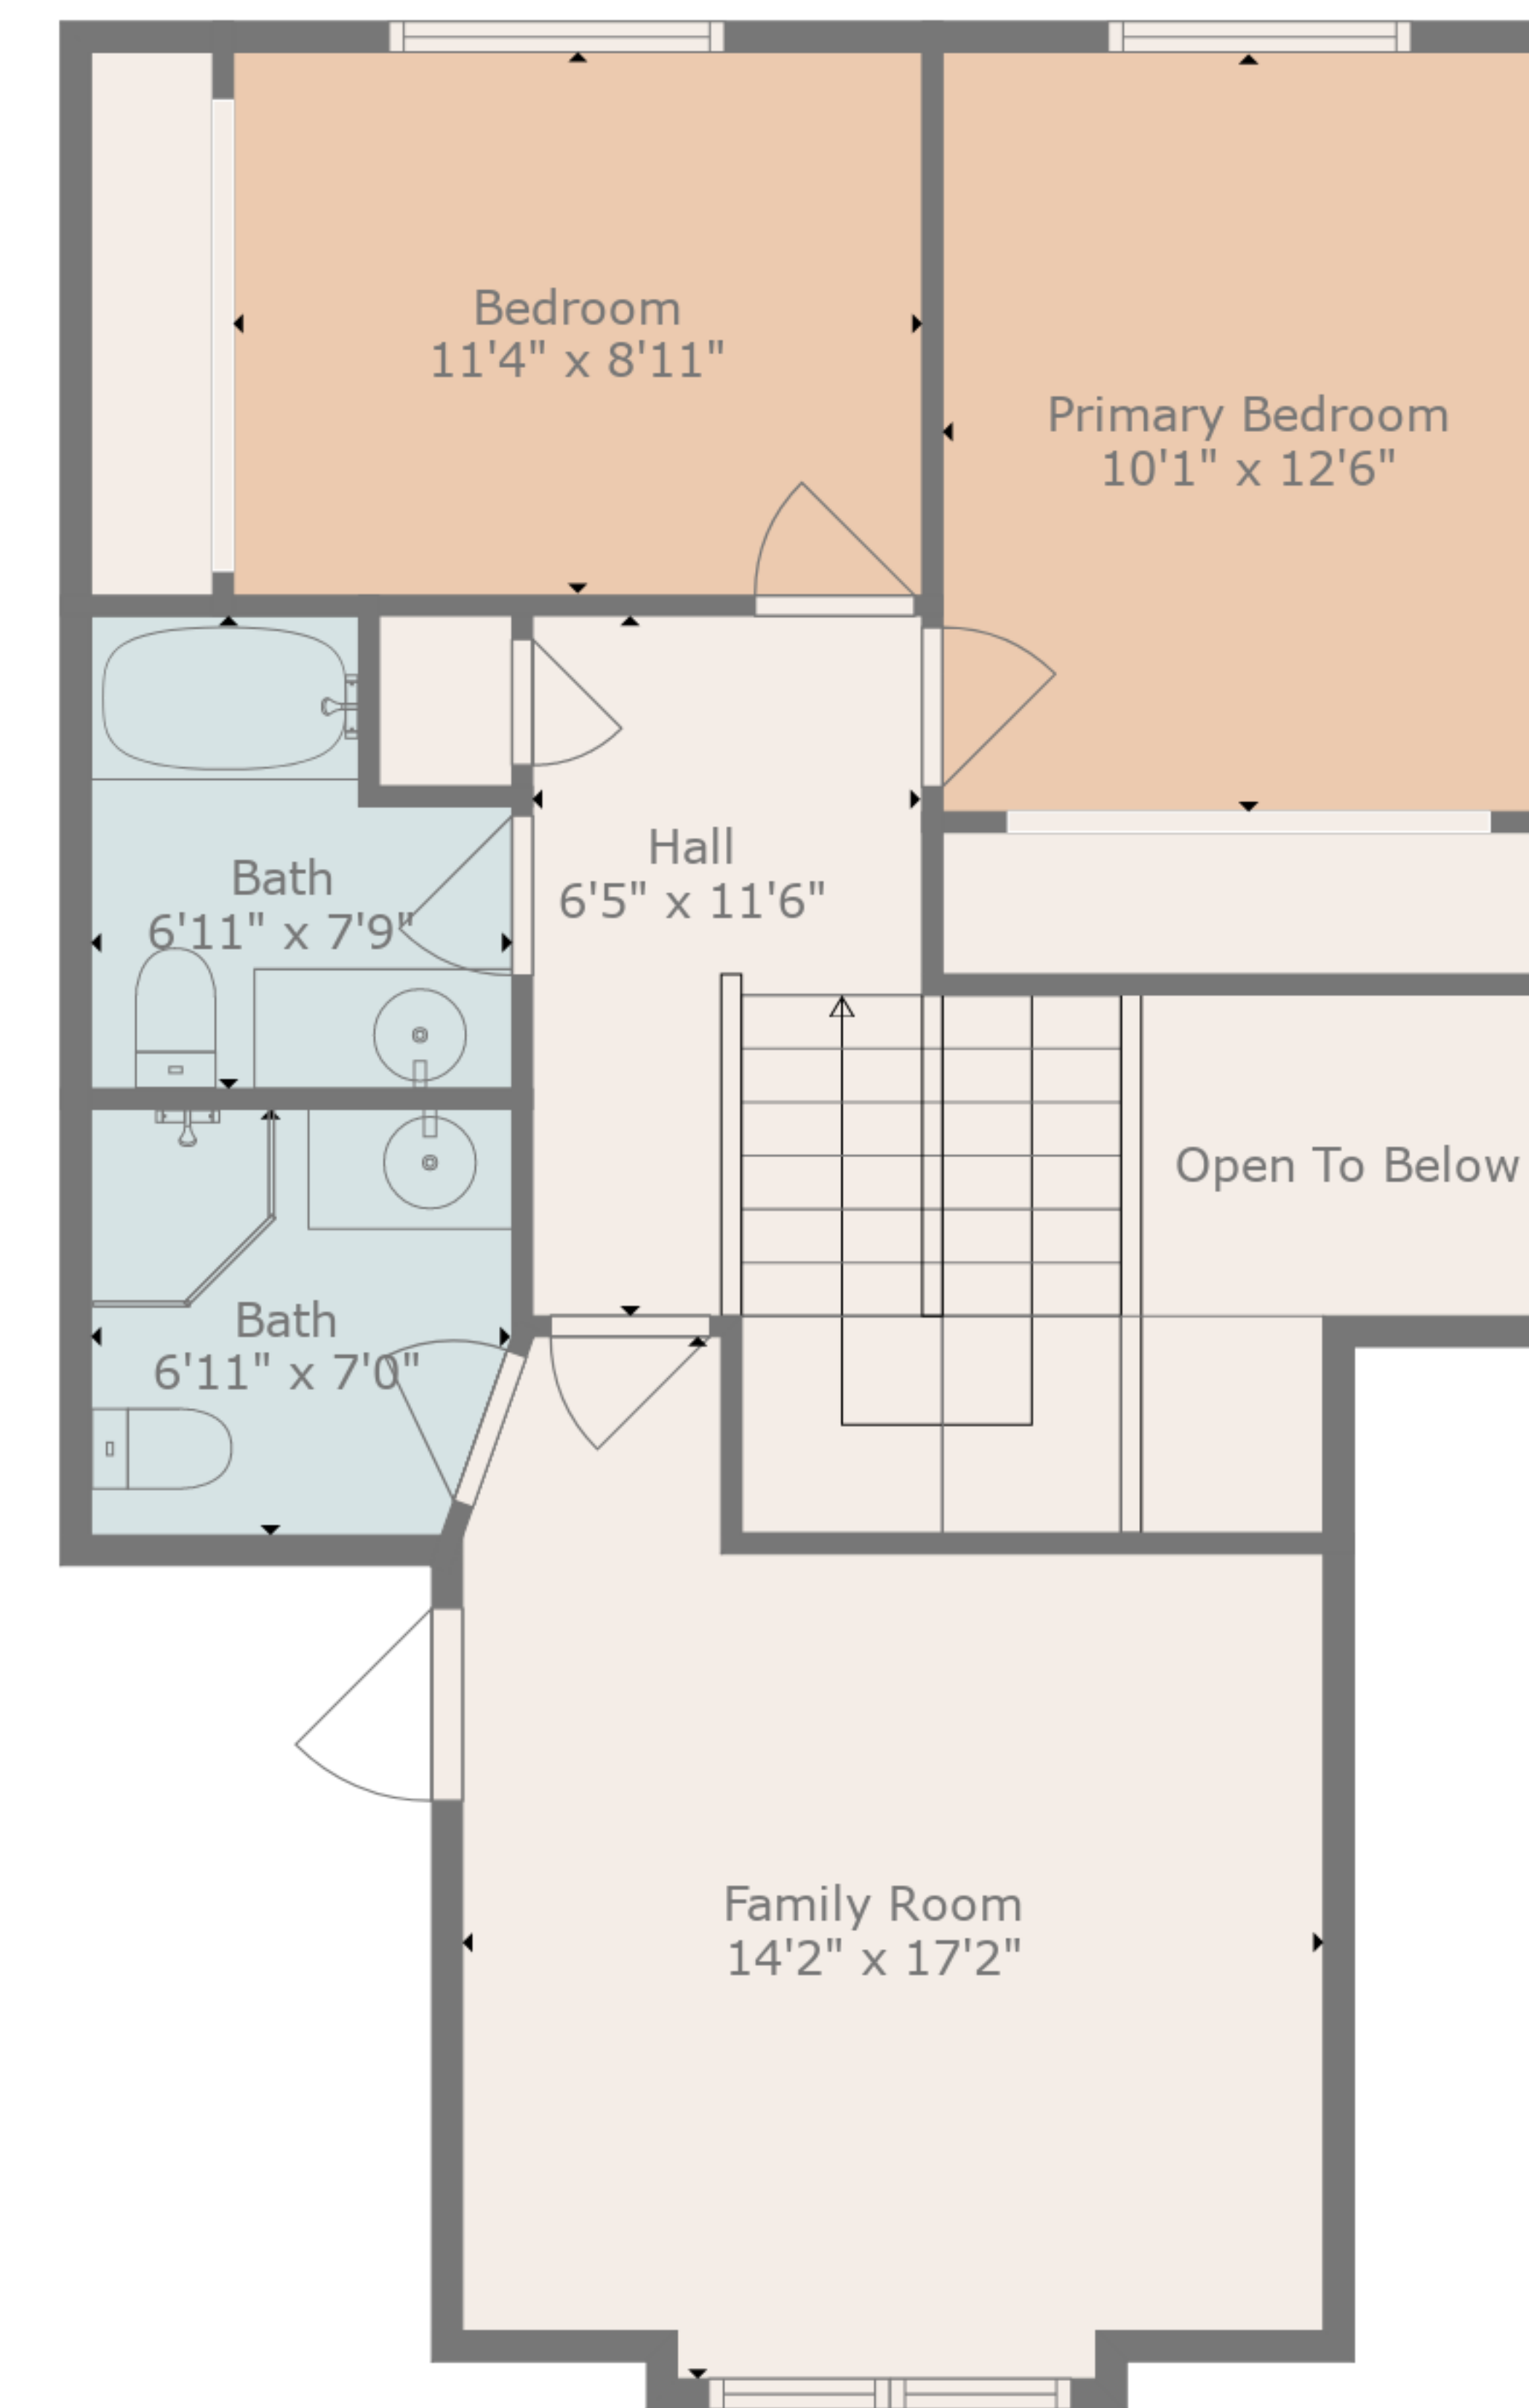 Bedroom
11'4" x 8'11"
Primary Bedroom
10'1" x 12'6"
Hall
6'5" x 11'6"
Bath
6'11" x 7'9"
Open To Below
Bath
6'11" x 7'0"
Family Room
14'2" x 17'2"